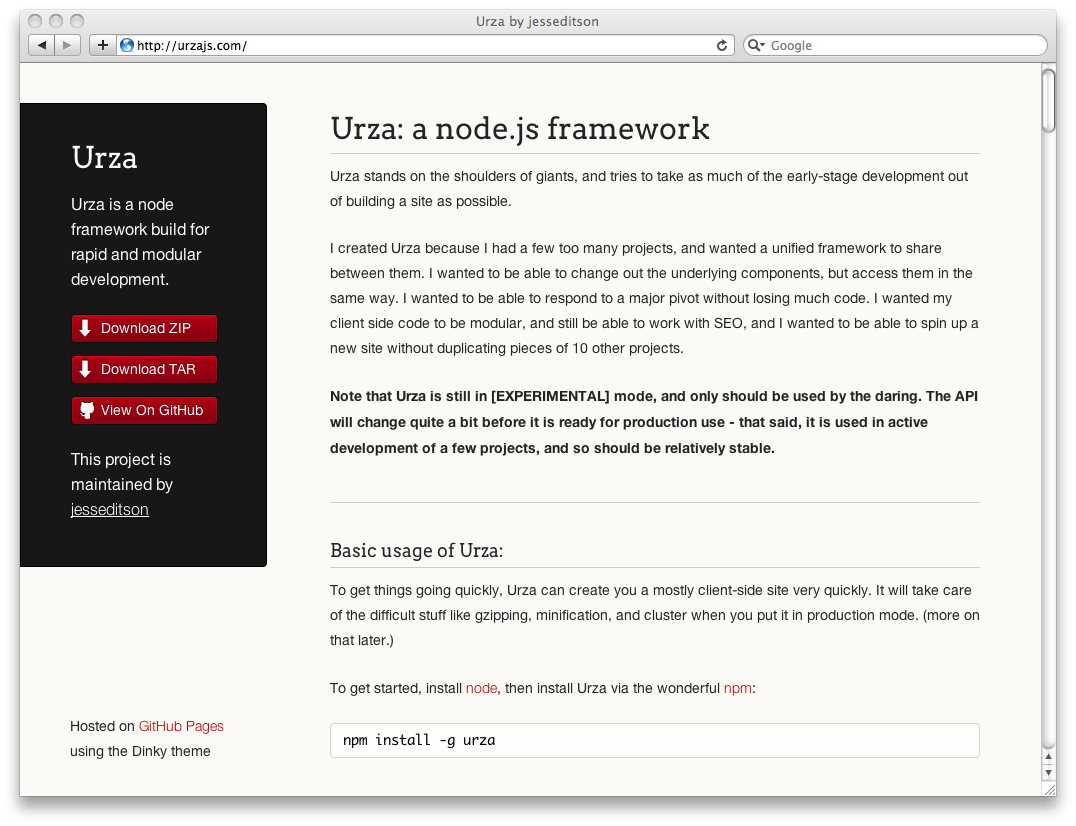 Urza by jesseditson
http://urzajs.com/
Google
Urza
Urza is a node
framework build for
rapid and modular
development.
Download ZIP
Download TAR
View On GitHub
This project is
maintained by
jesseditson
Hosted on GitHub Pages
using the Dinky theme
Urza: a node.js framework
Urza stands on the shoulders of giants, and tries to take as much of the early-stage development out
of building a site as possible.
I created Urza because I had a few too many projects, and wanted a unified framework to share
between them. I wanted to be able to change out the underlying components, but access them in the
same way. I wanted to be able to respond to a major pivot without losing much code. I wanted my
client side code to be modular, and still be able to work with SEO, and I wanted to be able to spin up a
new site without duplicating pieces of 10 other projects.
Note that Urza is still in [EXPERIMENTAL] mode, and only should be used by the daring. The API
will change quite a bit before it is ready for production use - that said, it is used in active
development of a few projects, and so should be relatively stable.
Basic usage of Urza:
To get things going quickly, Urza can create you a mostly client-side site very quickly. It will take care
of the difficult stuff like gzipping, minification, and cluster when you put it in production mode. (more on
that later.)
To get started, install node, then install Urza via the wonderful npm:
npm install -g urza